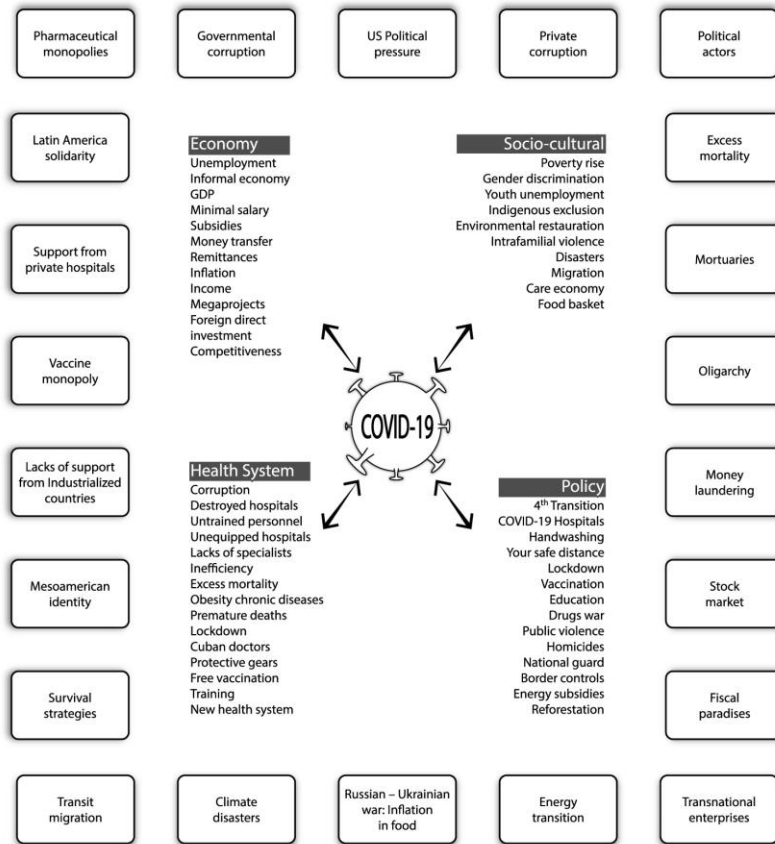 Pharmaceutical
monopolies
Governmental
corruption
US Political
pressure
Private
corruption
Political
actors
Latin America
solidarity
Support from
private hospitals
Vaccine
monopoly
Lacks of support
from Industrialized
countries
Mesoamerican
identity
Survival
strategies
Economy
Unemployment
Informal economy
GDP
Minimal salary
Subsidies
Money transfer
Remittances
Inflation
Income
Megaprojects
Foreign direct
investment
Competitiveness
Socio-cultural
Poverty rise
Gender discrimination
Youth unemployment
Indigenous exclusion
Environmental restauration
Intrafamilial violence
Disasters
Migration
Care economy
Food basket
COVID-19
Health System
Corruption
Destroyed hospitals
Untrained personnel
Unequipped hospitals
Lacks of specialists
Inefficiency
Excess mortality
Obesity chronic diseases
Premature deaths
Lockdown
Cuban doctors
Protective gears
Free vaccination
Training
New health system
Policy
4th Transition
COVID-19 Hospitals
Handwashing
Your safe distance
Lockdown
Vaccination
Education
Drugs war
Public violence
Homicides
National guard
Border controls
Energy subsidies
Reforestation
Excess
mortality
Mortuaries
Oligarchy
Money
laundering
Stock
market
Fiscal
paradises
Transit
migration
Climate
disasters
Russian – Ukrainian
war: Inflation
in food
Energy
transition
Transnational
enterprises